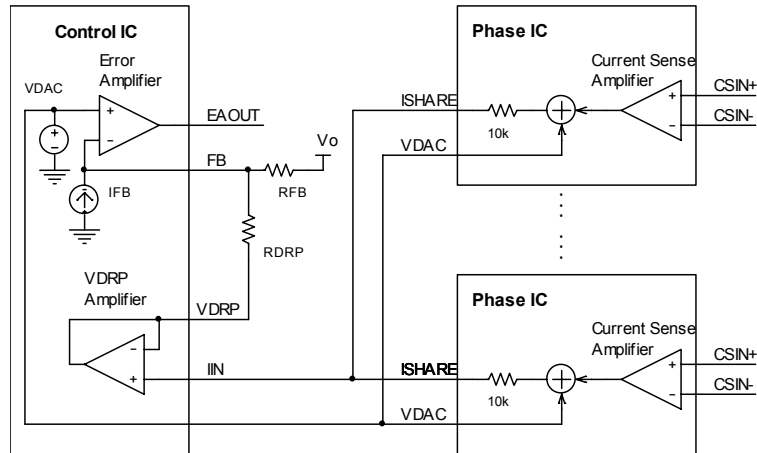 Control IC
Error
Amplifier
VDAC
+
−
+
−
EAOUT
FB
Vo
IFB
RFB
RDRP
VDRP
Amplifier
VDRP
−
+
IIN
Phase IC
Current Sense
Amplifier
CSIN+
ISHARE
+
−
CSIN-
10k
VDAC
Phase IC
Current Sense
Amplifier
CSIN+
ISHARE
+
−
CSIN-
10k
VDAC